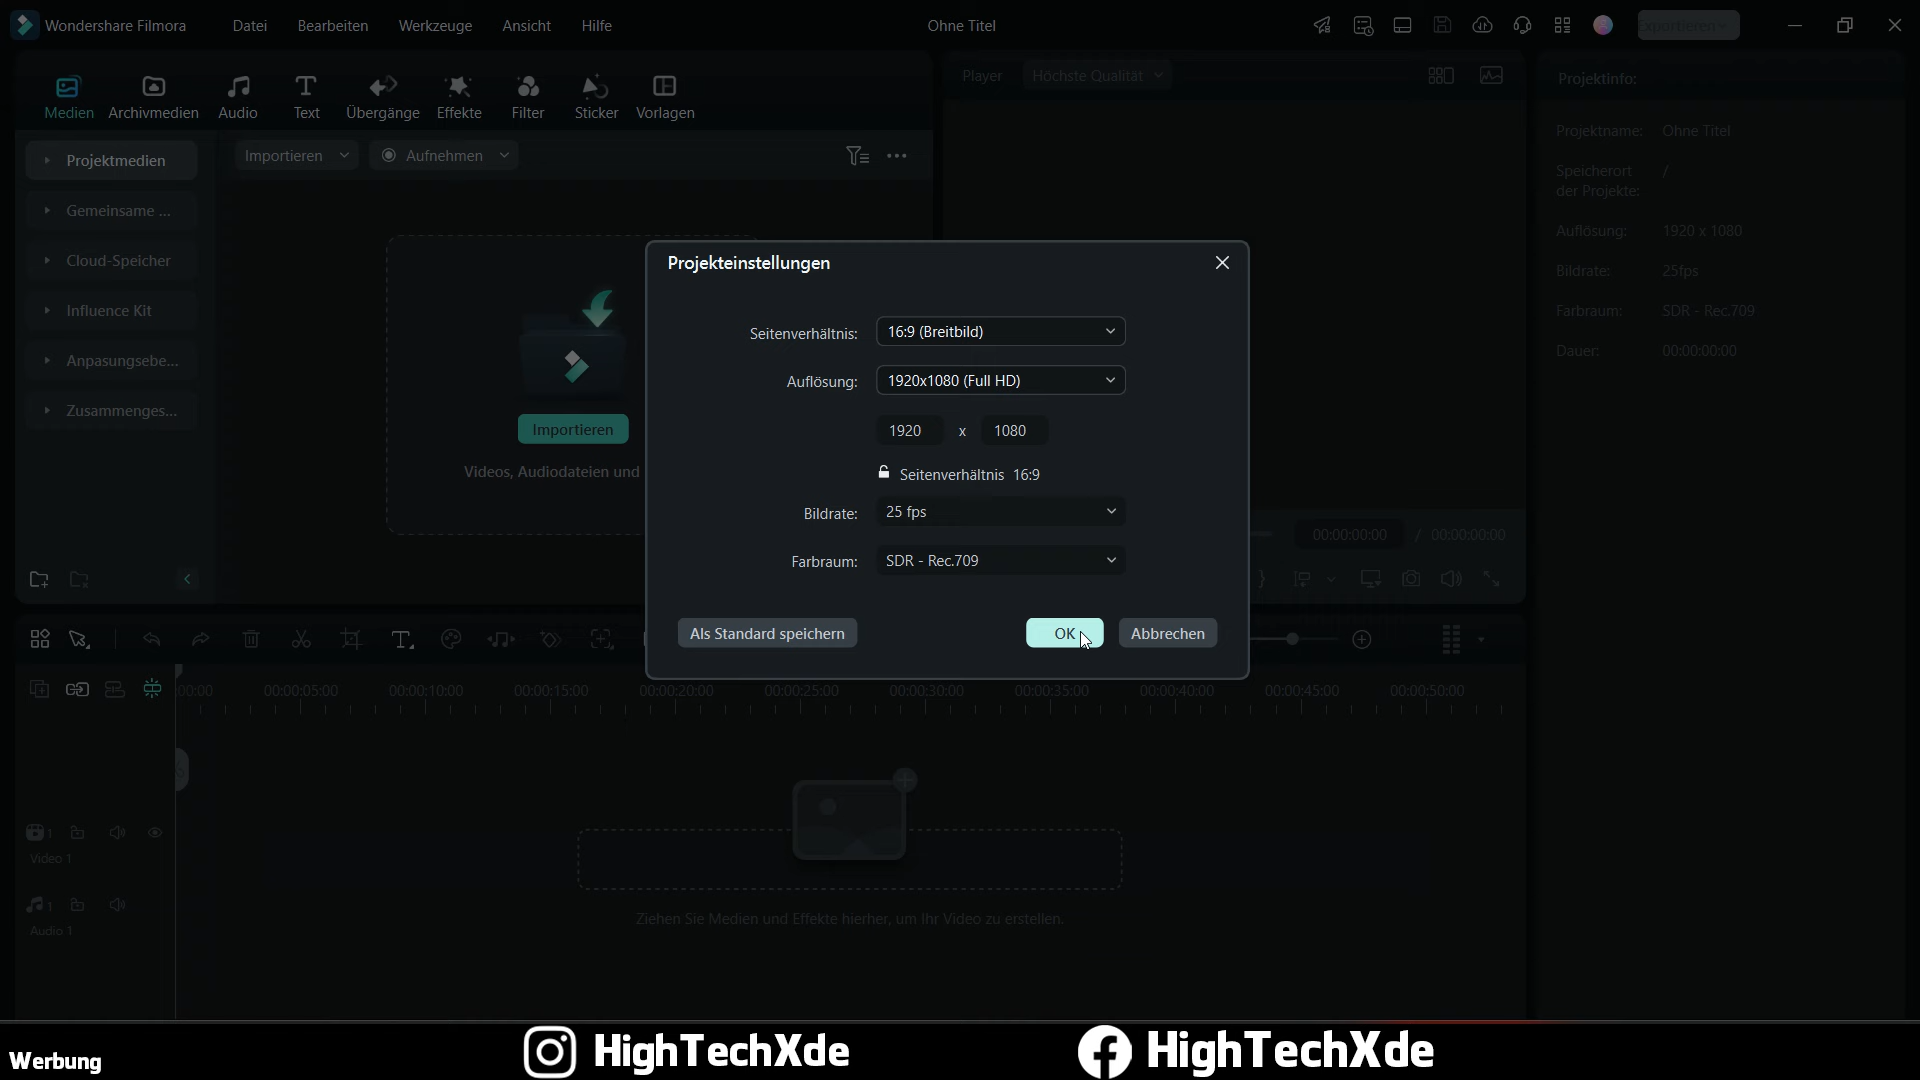 Wondershare Filmora
Datei
Bearbeiten
Werkzeuge
Ansicht
Hilfe
Ohne Titel
Exportieren
Medien
Archivmedien
Audio
Text
Übergänge
Effekte
Filter
Sticker
Vorlagen
Player
Höchste Qualität
Projektinfo:
Projektmedien
Gemeinsame ...
Cloud-Speicher
Influence Kit
Anpasungsebe...
Zusammenges...
Importieren
Aufnehmen
Importieren
Videos, Audiodateien und
Projektname: Ohne Titel
Speicherort der Projekte: /
Auflösung: 1920 x 1080
Bildrate: 25fps
Farbraum: SDR - Rec.709
Dauer: 00:00:00:00
Projekteinstellungen
Seitenverhältnis: 16:9 (Breitbild)
Auflösung: 1920x1080 (Full HD)
1920 x 1080
Seitenverhältnis 16:9
Bildrate: 25 fps
Farbraum: SDR - Rec.709
Als Standard speichern
OK
Abbrechen
00:00:00:00 / 00:00:00:00
00:00 00:00:05:00 00:00:10:00 00:00:15:00 00:00:20:00 00:00:25:00 00:00:30:00 00:00:35:00 00:00:40:00 00:00:45:00 00:00:50:00
1
Video 1
1
Audio 1
Ziehen Sie Medien und Effekte hierher, um Ihr Video zu erstellen.
Werbung
HighTechXde
HighTechXde